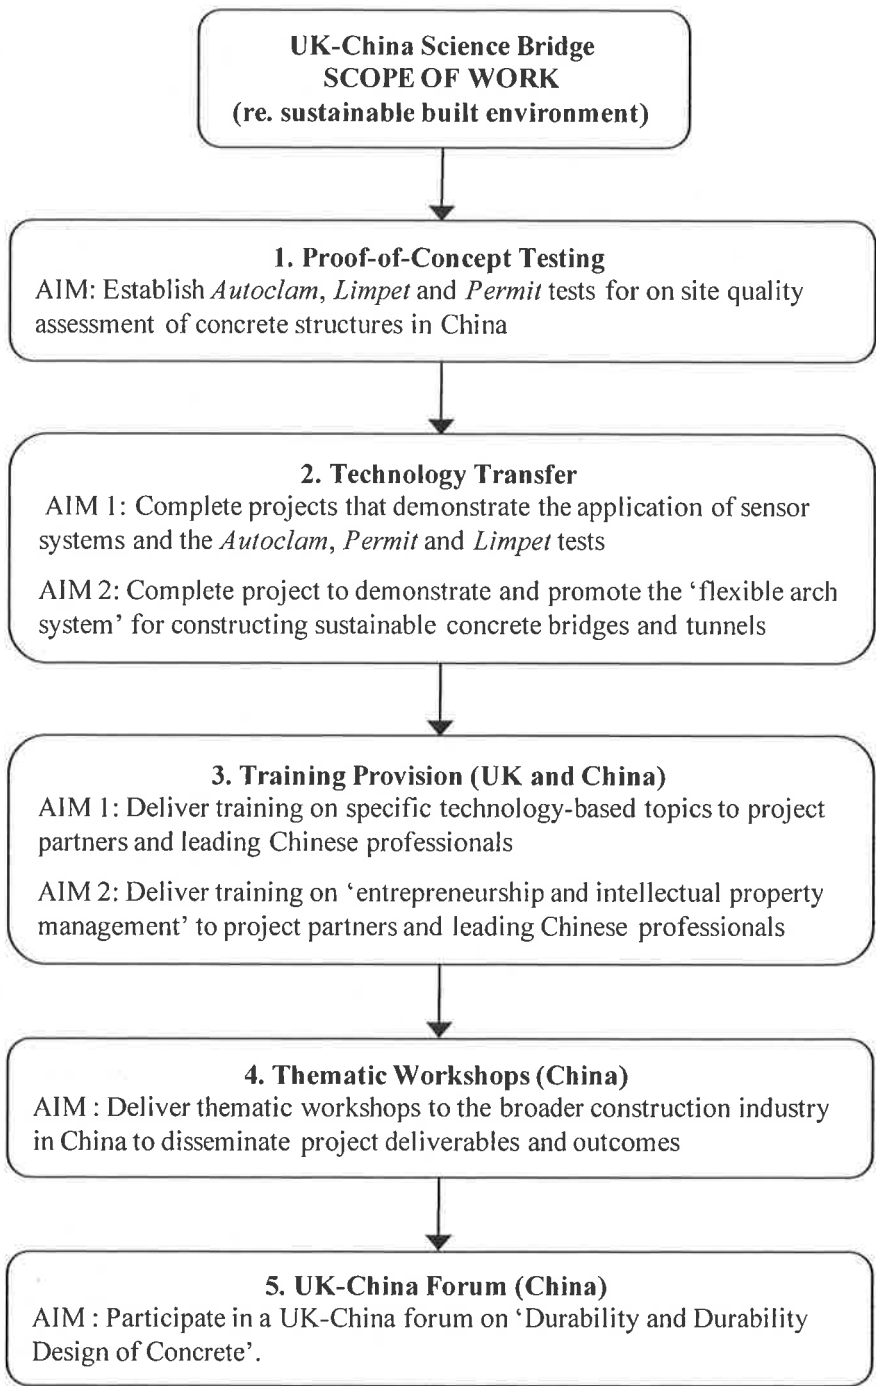 UK-China Science Bridge
SCOPE OF WORK
(re. sustainable built environment)
1. Proof-of-Concept Testing
AIM: Establish Autoclam, Limpet and Permit tests for on site quality
assessment of concrete structures in China
2. Technology Transfer
AIM 1: Complete projects that demonstrate the application of sensor
systems and the Autoclam, Permit and Limpet tests
AIM 2: Complete project to demonstrate and promote the ‘flexible arch
system’ for constructing sustainable concrete bridges and tunnels
3. Training Provision (UK and China)
AIM 1: Deliver training on specific technology-based topics to project
partners and leading Chinese professionals
AIM 2: Deliver training on ‘entrepreneurship and intellectual property
management’ to project partners and leading Chinese professionals
4. Thematic Workshops (China)
AIM : Deliver thematic workshops to the broader construction industry
in China to disseminate project deliverables and outcomes
5. UK-China Forum (China)
AIM : Participate in a UK-China forum on ‘Durability and Durability
Design of Concrete’.